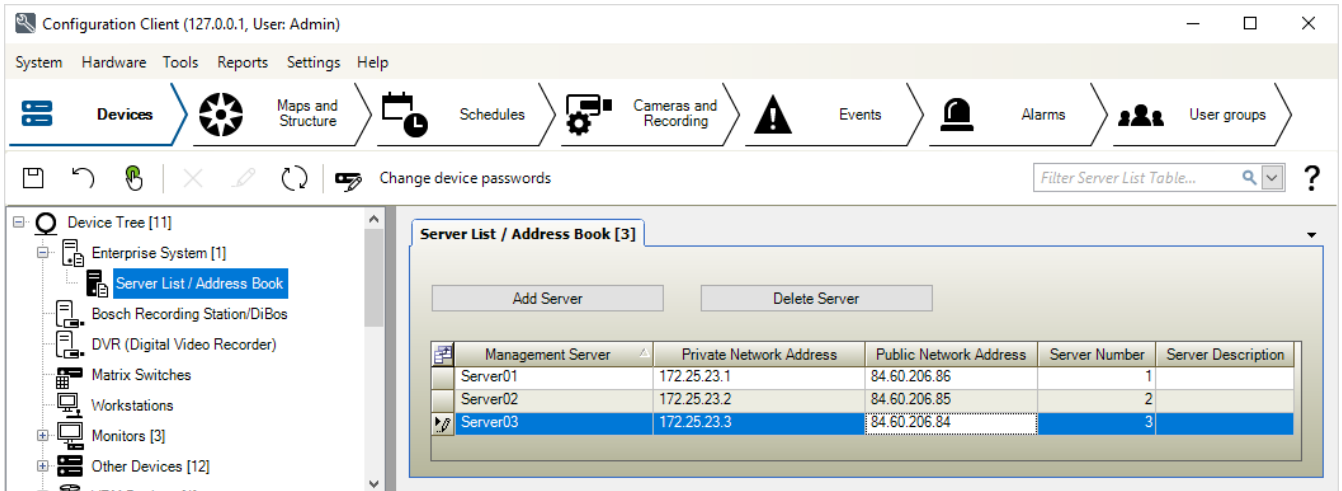 Configuration Client (127.0.0.1, User: Admin)
System Hardware Tools Reports Settings Help
Devices Maps and Structure Schedules Cameras and Recording Events Alarms User groups
Change device passwords Filter Server List Table... ?
Device Tree [11]
Enterprise System [1]
Server List / Address Book
Bosch Recording Station/DiBos
DVR (Digital Video Recorder)
Matrix Switches
Workstations
Monitors [3]
Other Devices [12]
Server List / Address Book [3]
Add Server Delete Server
Management Server Private Network Address Public Network Address Server Number Server Description
Server01 172.25.23.1 84.60.206.86 1
Server02 172.25.23.2 84.60.206.85 2
Server03 172.25.23.3 84.60.206.84 3